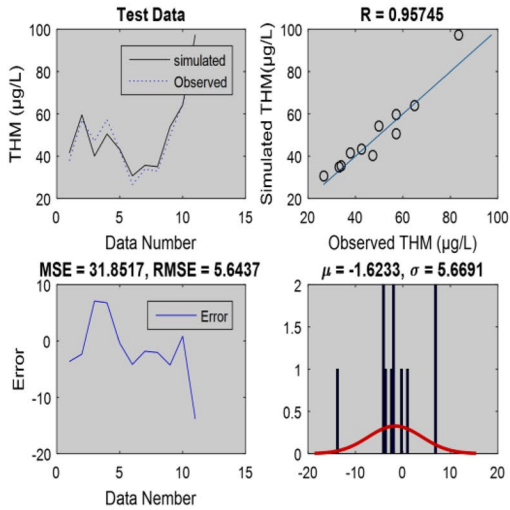 Test Data
THM (µg/L)
100
80
60
40
20
0
5
10
15
Data Number
simulated
Observed
R = 0.95745
Simulated THM(µg/L)
100
80
60
40
20
20
40
60
80
100
Observed THM (µg/L)
MSE = 31.8517, RMSE = 5.6437
Error
10
0
-10
-20
0
5
10
15
Data Nember
Error
µ = -1.6233, σ = 5.6691
2
1.5
1
0.5
0
-20
-10
0
10
20